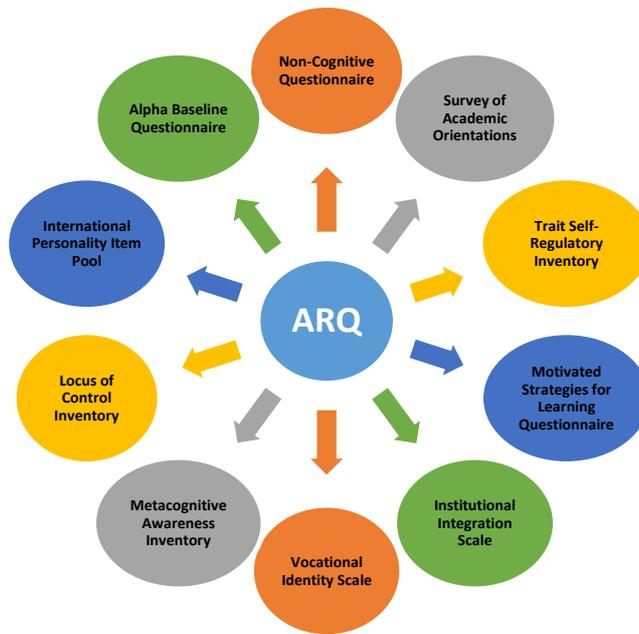 Non-Cognitive
Questionnaire
Survey of
Academic
Orientations
Trait Self-
Regulatory
Inventory
Motivated
Strategies for
Learning
Questionnaire
Institutional
Integration
Scale
Vocational
Identity Scale
Metacognitive
Awareness
Inventory
Locus of
Control
Inventory
International
Personality Item
Pool
Alpha Baseline
Questionnaire
ARQ